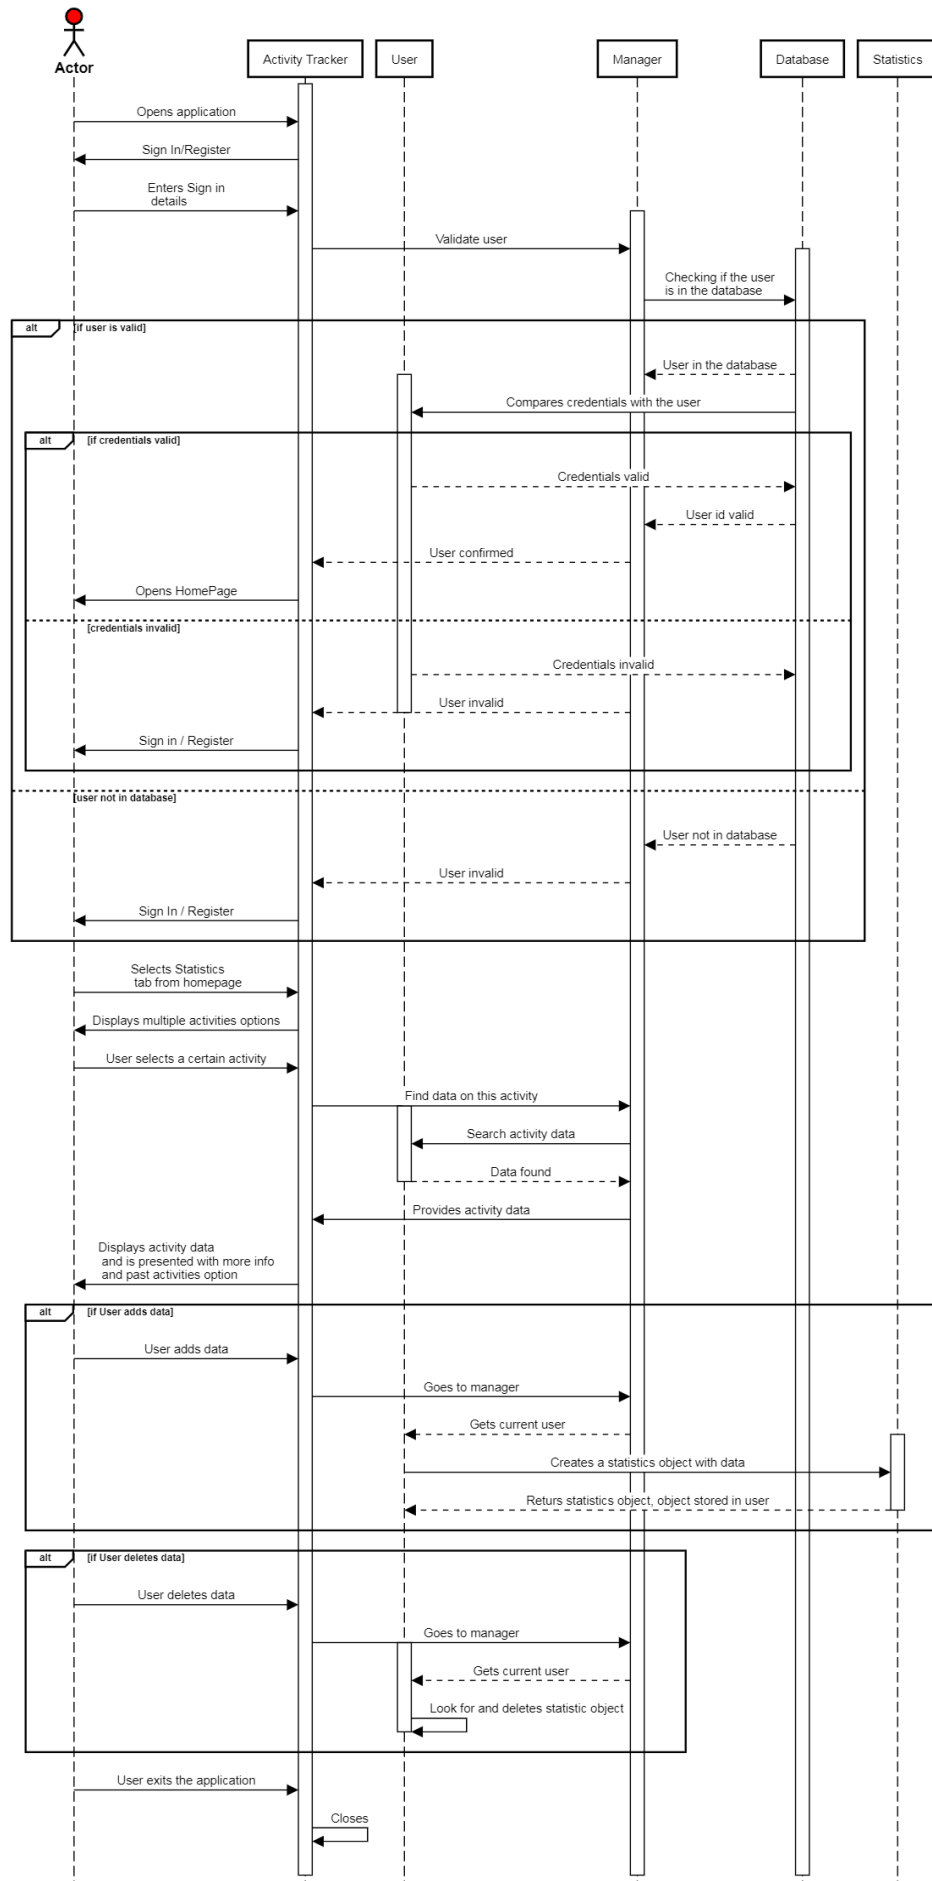 Actor
Activity Tracker
User
Manager
Database
Statistics
Opens application
Sign In/Register
Enters Sign in
details
Validate user
Checking if the user
is in the database
alt
[if user is valid]
User in the database
Compares credentials with the user
alt
[if credentials valid]
Credentials valid
User id valid
User confirmed
Opens HomePage
[credentials invalid]
Credentials invalid
User invalid
Sign in / Register
[user not in database]
User not in database
User invalid
Sign In / Register
Selects Statistics
tab from homepage
Displays multiple activities options
User selects a certain activity
Find data on this activity
Search activity data
Data found
Provides activity data
Displays activity data
and is presented with more info
and past activities option
alt
[if User adds data]
User adds data
Goes to manager
Gets current user
Creates a statistics object with data
Returs statistics object, object stored in user
alt
[if User deletes data]
User deletes data
Goes to manager
Gets current user
Look for and deletes statistic object
User exits the application
Closes